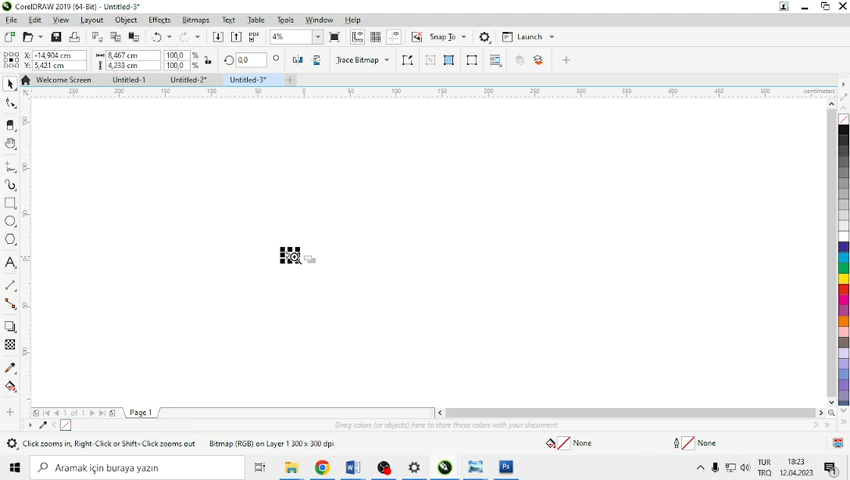 CorelDRAW 2019 (64-Bit) - Untitled-3*
File Edit View Layout Object Effects Bitmaps Text Table Tools Window Help
PDF 4% Snap To Launch
X: -14,904 cm 8,467 cm 100,0 % 0,0 ° Trace Bitmap
Y: 5,421 cm 4,233 cm 100,0 %
Welcome Screen Untitled-1 Untitled-2* Untitled-3*
250 200 150 100 50 0 50 100 150 200 250 300 350 400 450 500 centimeters
1 of 1 Page 1
Drag colors (or objects) here to store these colors with your document
Click zooms in, Right-Click or Shift+Click zooms out Bitmap (RGB) on Layer 1 300 x 300 dpi None None
Aramak için buraya yazın
TUR 18:23
TRQ 12.04.2023